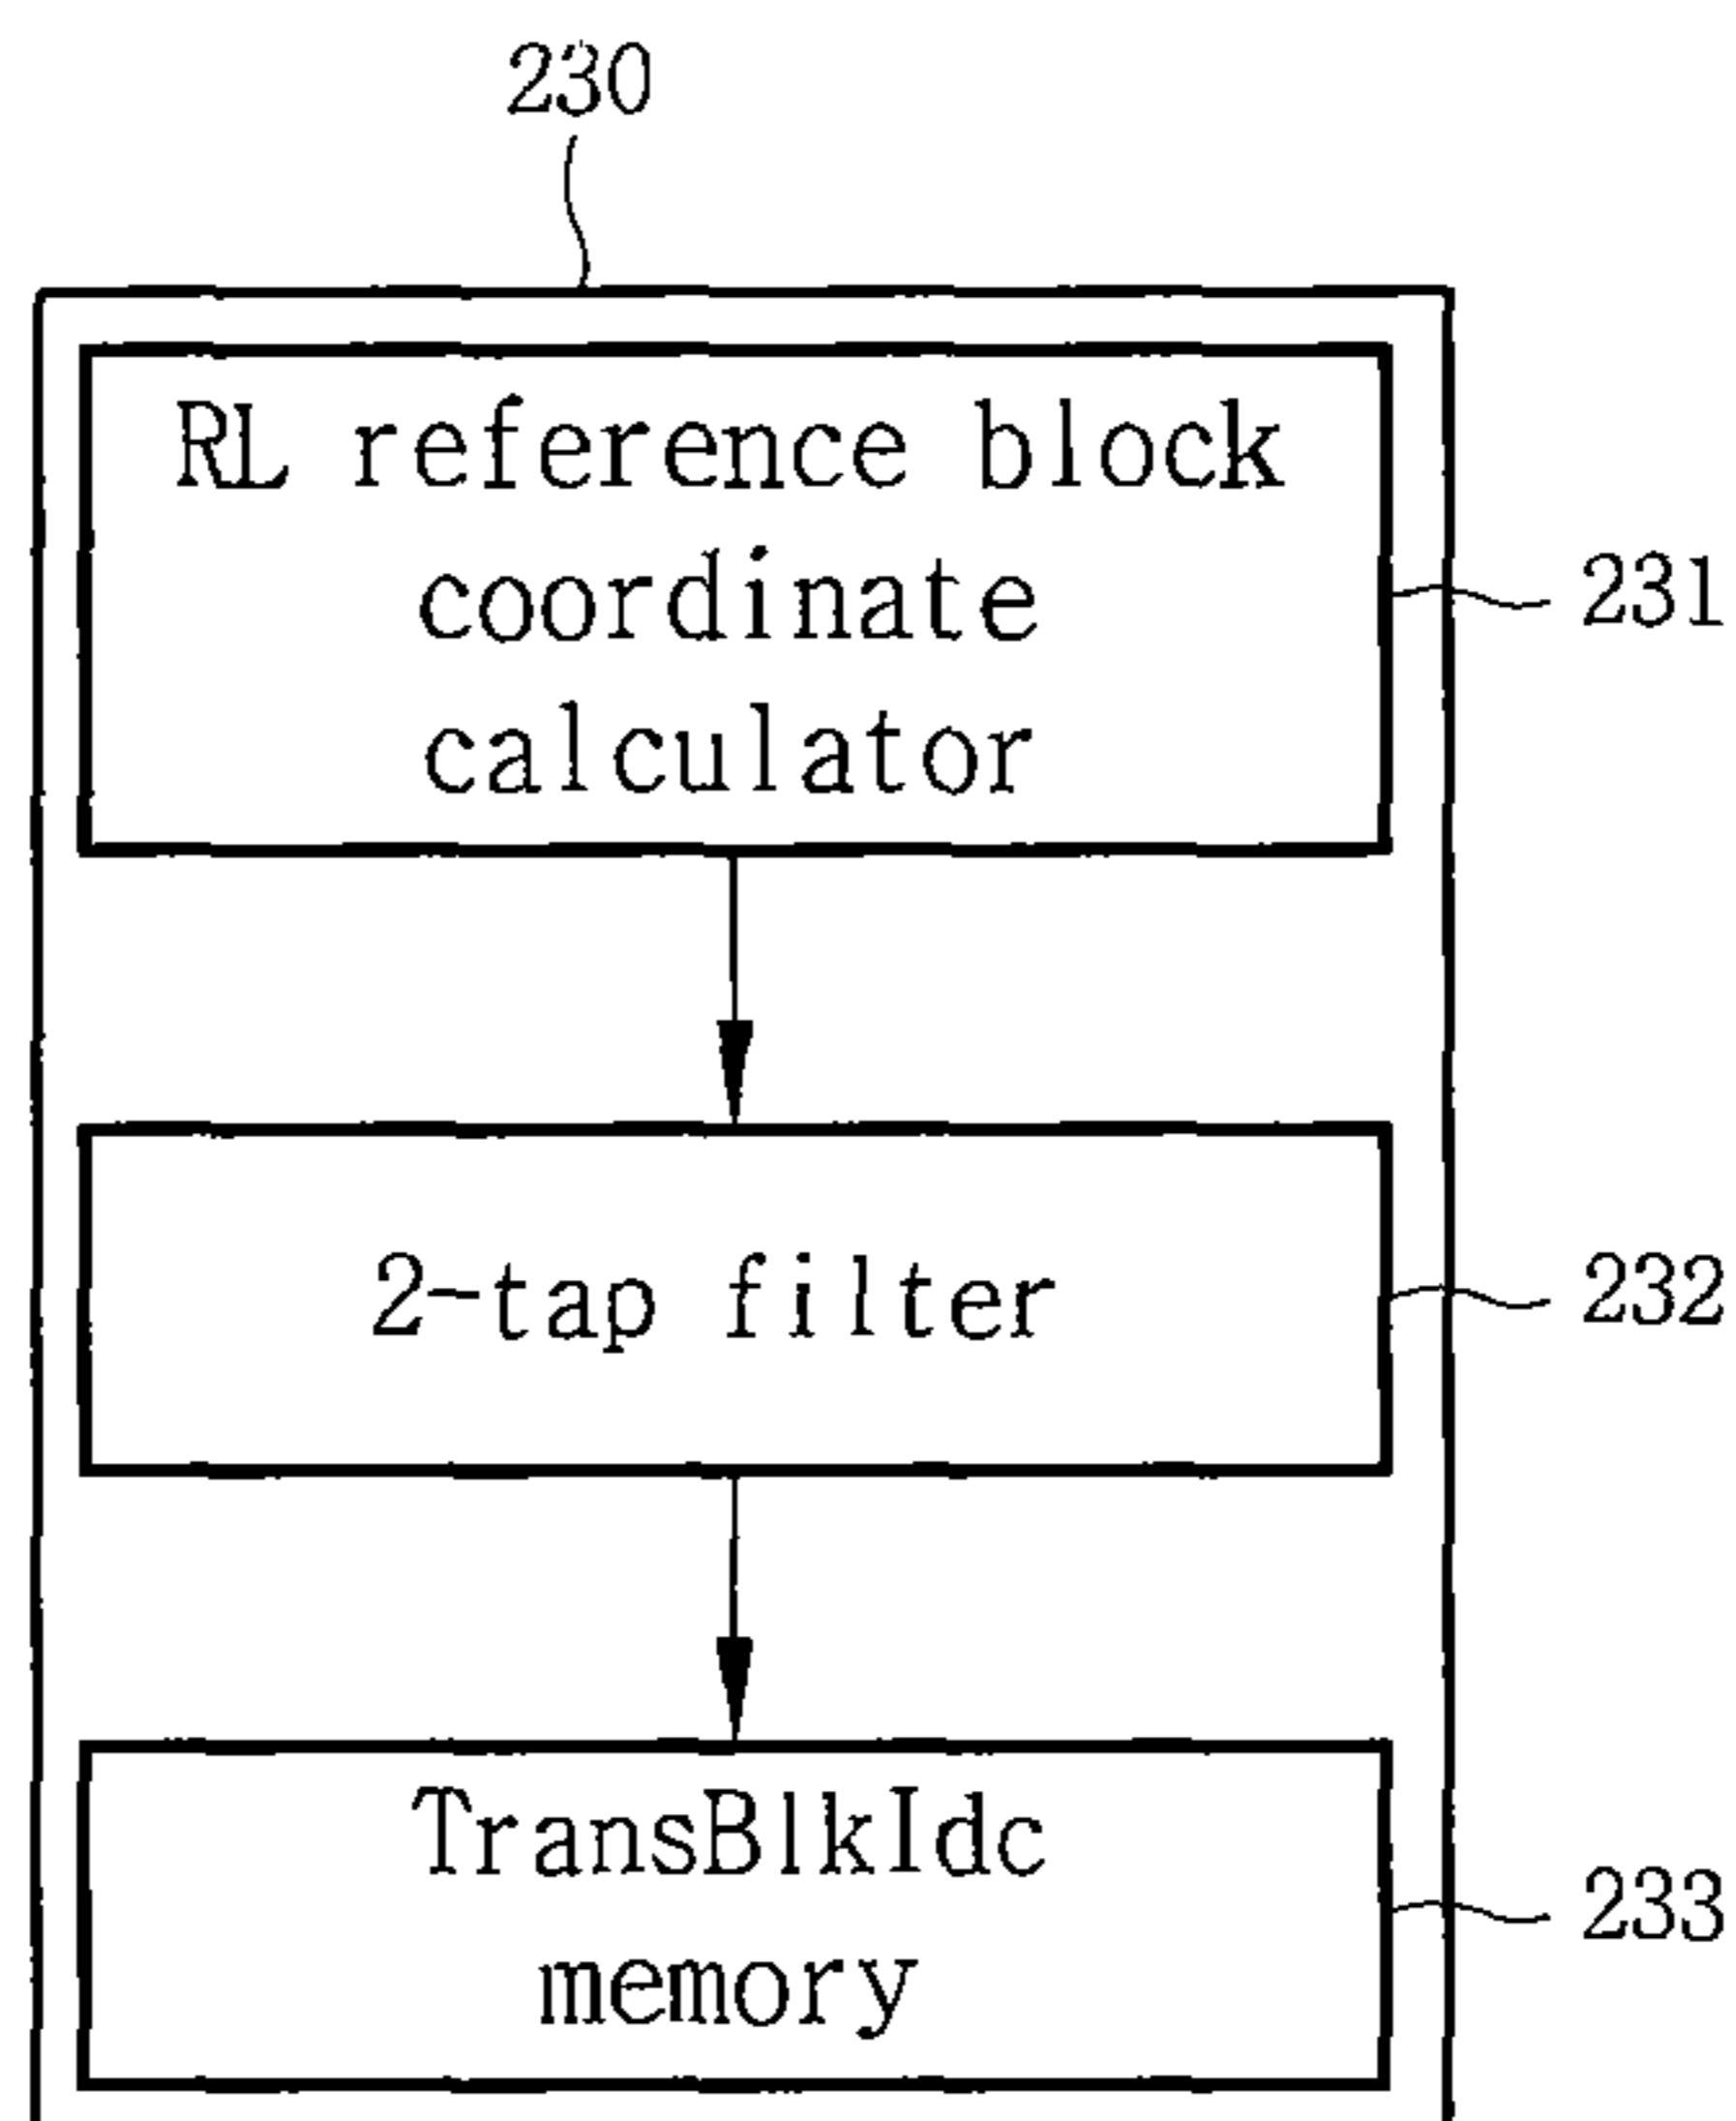 230
RL reference block
coordinate
calculator
231
2-tap filter
232
TransBlkIdc
memory
233